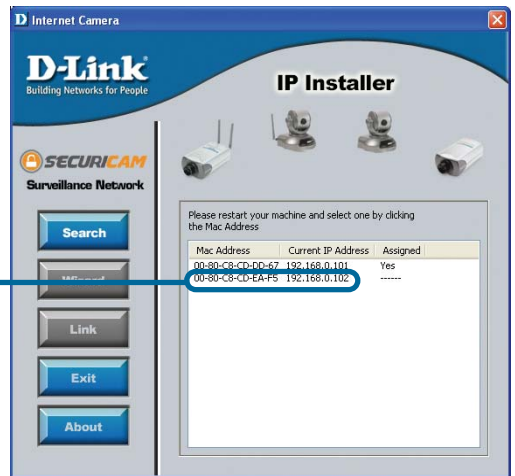 D Internet Camera
D-Link
Building Networks for People
IP Installer
SECURICAM
Surveillance Network
Please restart your machine and select one by clicking
the Mac Address
Search
Mac Address Current IP Address Assigned
00-80-C8-CD-DD-67 192.168.0.101 Yes
00-80-C8-CD-EA-F5 192.168.0.102 ------
Wizard
Link
Exit
About